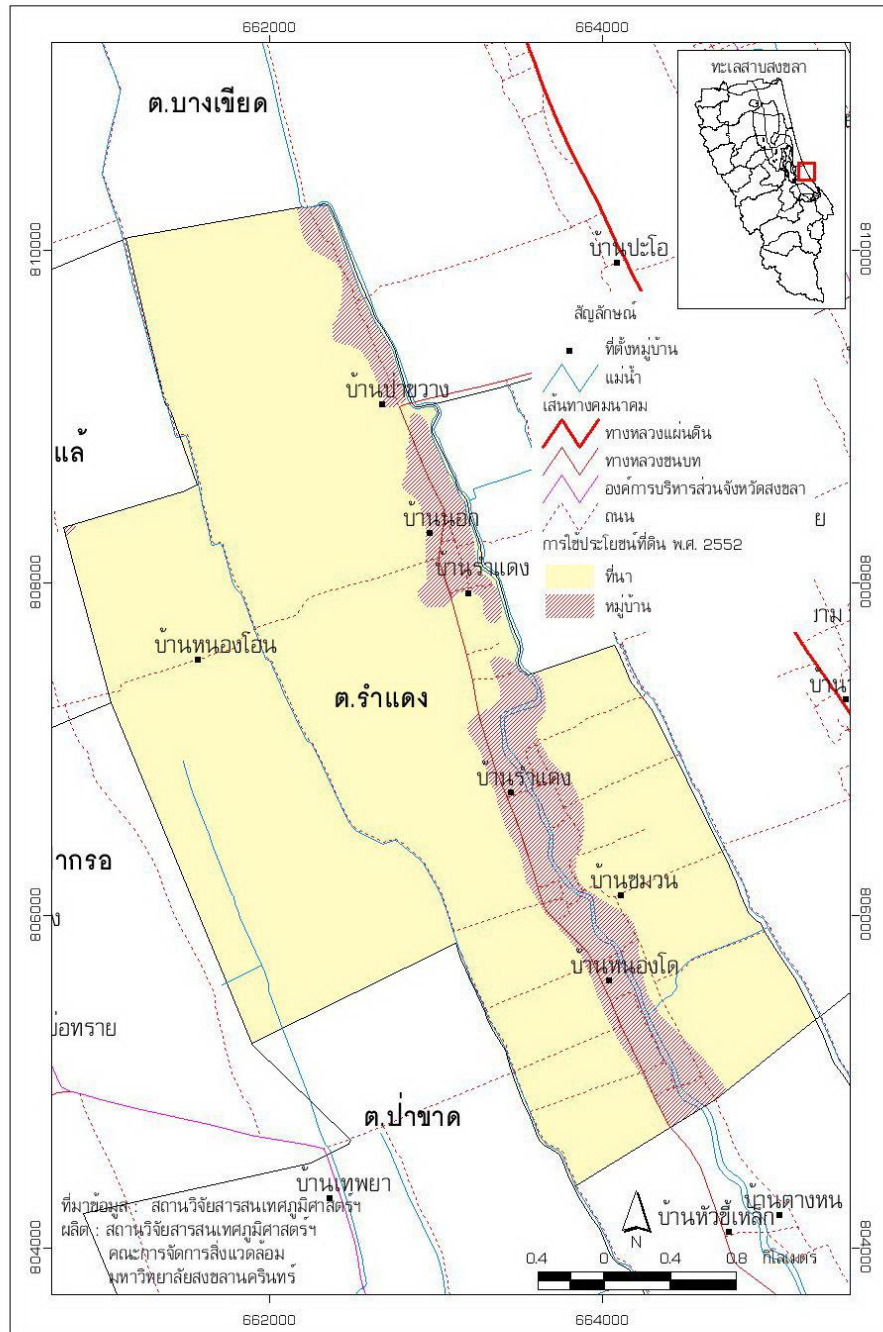 662000
664000
ทะเลสาบสงขลา
ต.บางเขียด
810000
810000
บ้านปะโอ
สัญลักษณ์
ที่ตั้งหมู่บ้าน
แม่น้ำ
เส้นทางคมนาคม
ทางหลวงแผ่นดิน
ทางหลวงชนบท
องค์การบริหารส่วนจังหวัดสงขลา
ถนน
การใช้ประโยชน์ที่ดิน พ.ศ. 2552
ที่นา
หมู่บ้าน
บ้านป่าขวาง
แล้
บ้านนอก
ย
บ้านรำแดง
808000
808000
บ้านหนองโอน
ต.รำแดง
บ้าน
บ้านรำแดง
ากรอ
บ้านขมวน
806000
806000
บ้านหนองโด
บ่อทราย
ต.ป่าขาด
บ้านเทพยา
บ้านตางหน
บ้านหัวขี้เหล็ก
ที่มาข้อมูล : สถานวิจัยสารสนเทศภูมิศาสตร์ฯ
ผลิต : สถานวิจัยสารสนเทศภูมิศาสตร์ฯ
คณะการจัดการสิ่งแวดล้อม
มหาวิทยาลัยสงขลานครินทร์
N
0.4 0 0.4 0.8 กิโลเมตร
804000
804000
662000
664000